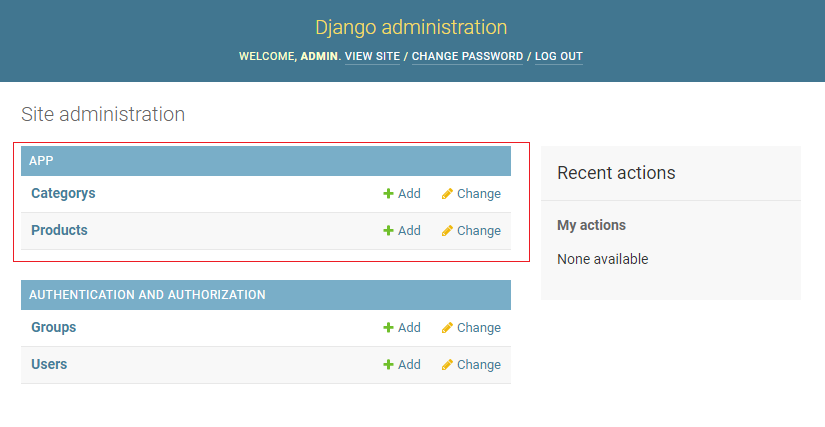 Django administration
WELCOME, ADMIN. VIEW SITE / CHANGE PASSWORD / LOG OUT
Site administration
APP
Categorys Add Change
Products Add Change
AUTHENTICATION AND AUTHORIZATION
Groups Add Change
Users Add Change
Recent actions
My actions
None available